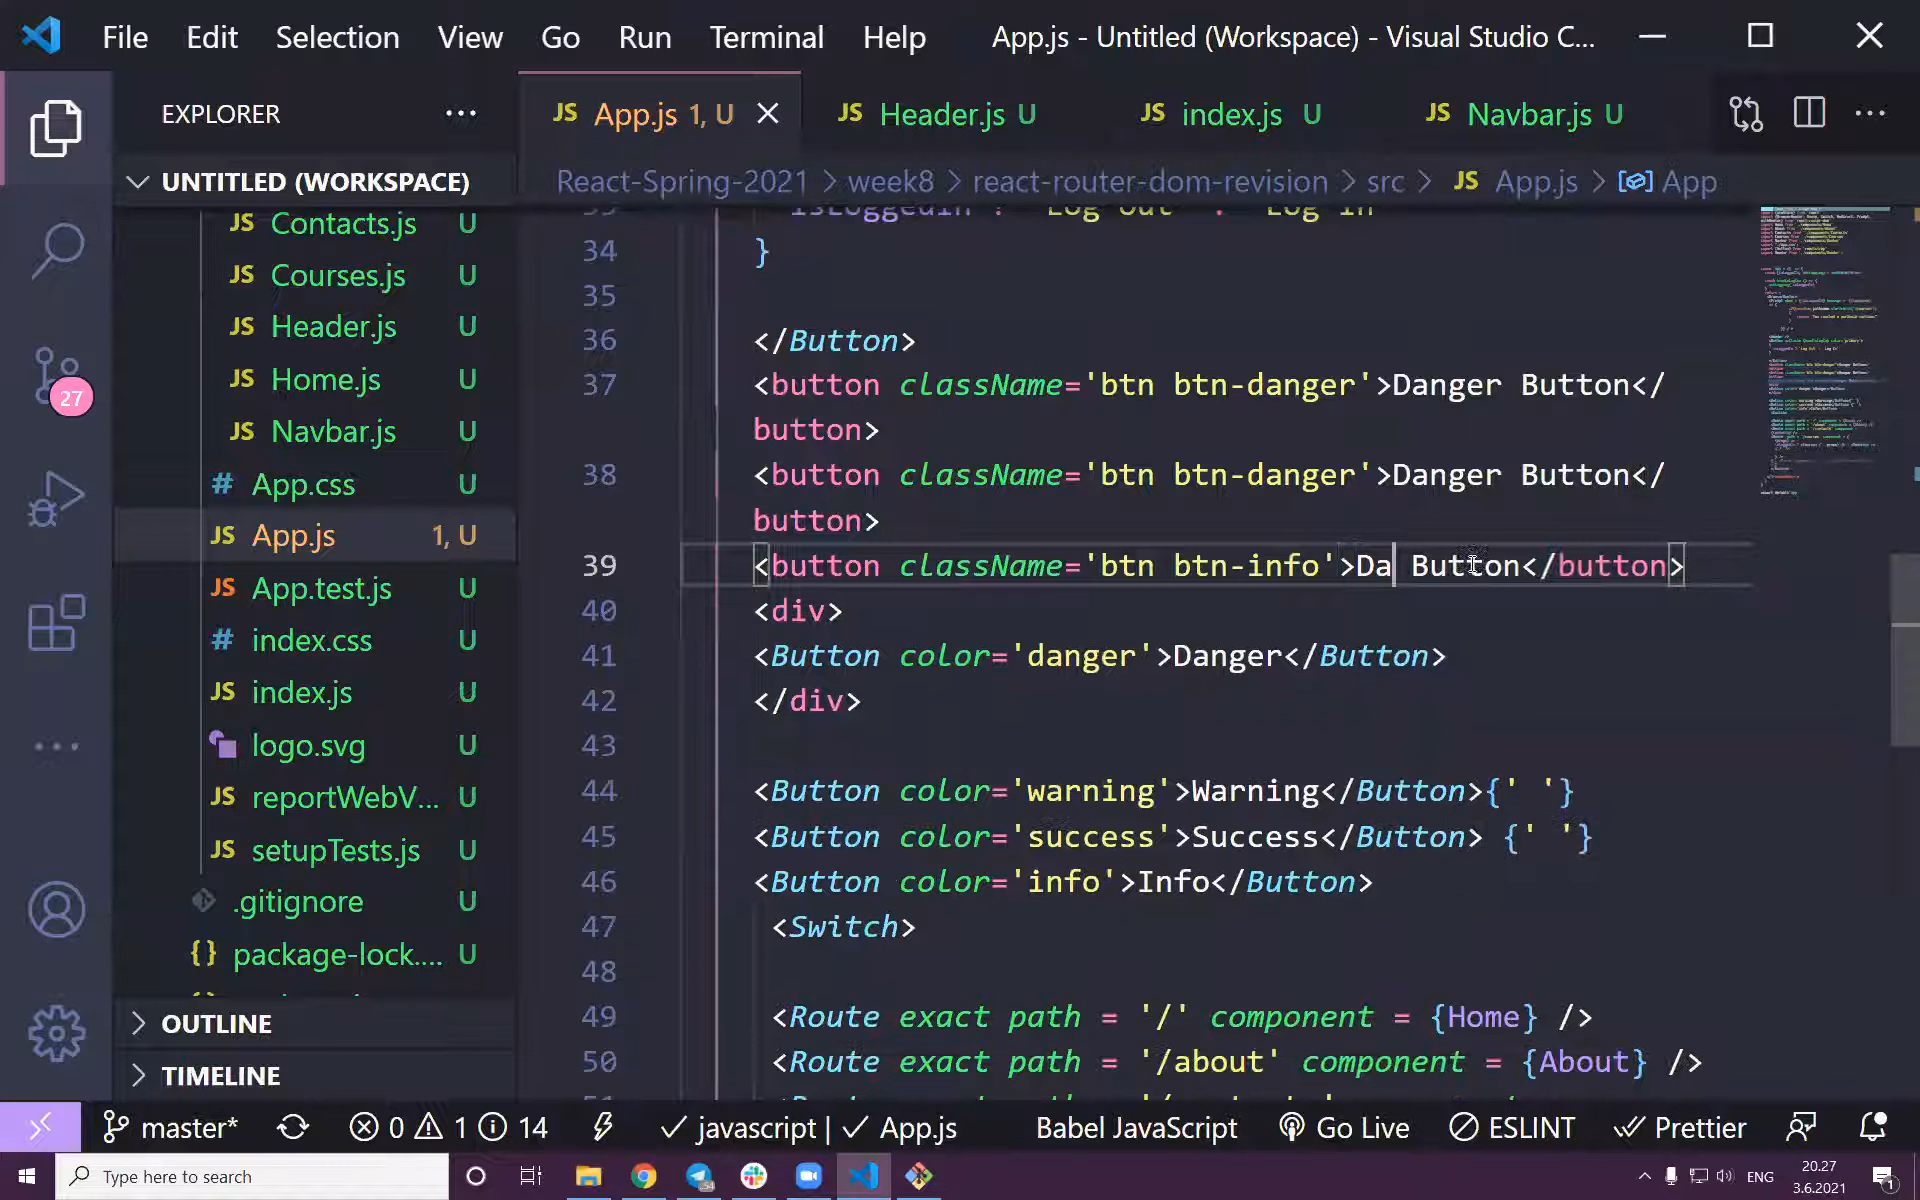 File Edit Selection View Go Run Terminal Help App.js - Untitled (Workspace) - Visual Studio C...
EXPLORER ...
JS App.js 1, U JS Header.js U JS index.js U JS Navbar.js U ...
UNTITLED (WORKSPACE)
React-Spring-2021 > week8 > react-router-dom-revision > src > JS App.js > App
JS Contacts.js U
JS Courses.js U
JS Header.js U
JS Home.js U
JS Navbar.js U
# App.css U
JS App.js 1, U
JS App.test.js U
# index.css U
JS index.js U
logo.svg U
JS reportWebV... U
JS setupTests.js U
.gitignore U
{} package-lock.... U
OUTLINE
TIMELINE
27
isLoggedIn ? 'Log Out' : 'Log In'
34 }
35
36 </Button>
37 <button className='btn btn-danger'>Danger Button</
button>
38 <button className='btn btn-danger'>Danger Button</
button>
39 <button className='btn btn-info'>Da Button</button>
40 <div>
41 <Button color='danger'>Danger</Button>
42 </div>
43
44 <Button color='warning'>Warning</Button>{' '}
45 <Button color='success'>Success</Button> {' '}
46 <Button color='info'>Info</Button>
47 <Switch>
48
49 <Route exact path = '/' component = {Home} />
50 <Route exact path = '/about' component = {About} />
master* 0 1 14 javascript | App.js Babel JavaScript Go Live ESLINT Prettier
Type here to search 54 ENG 20.27
3.6.2021 1